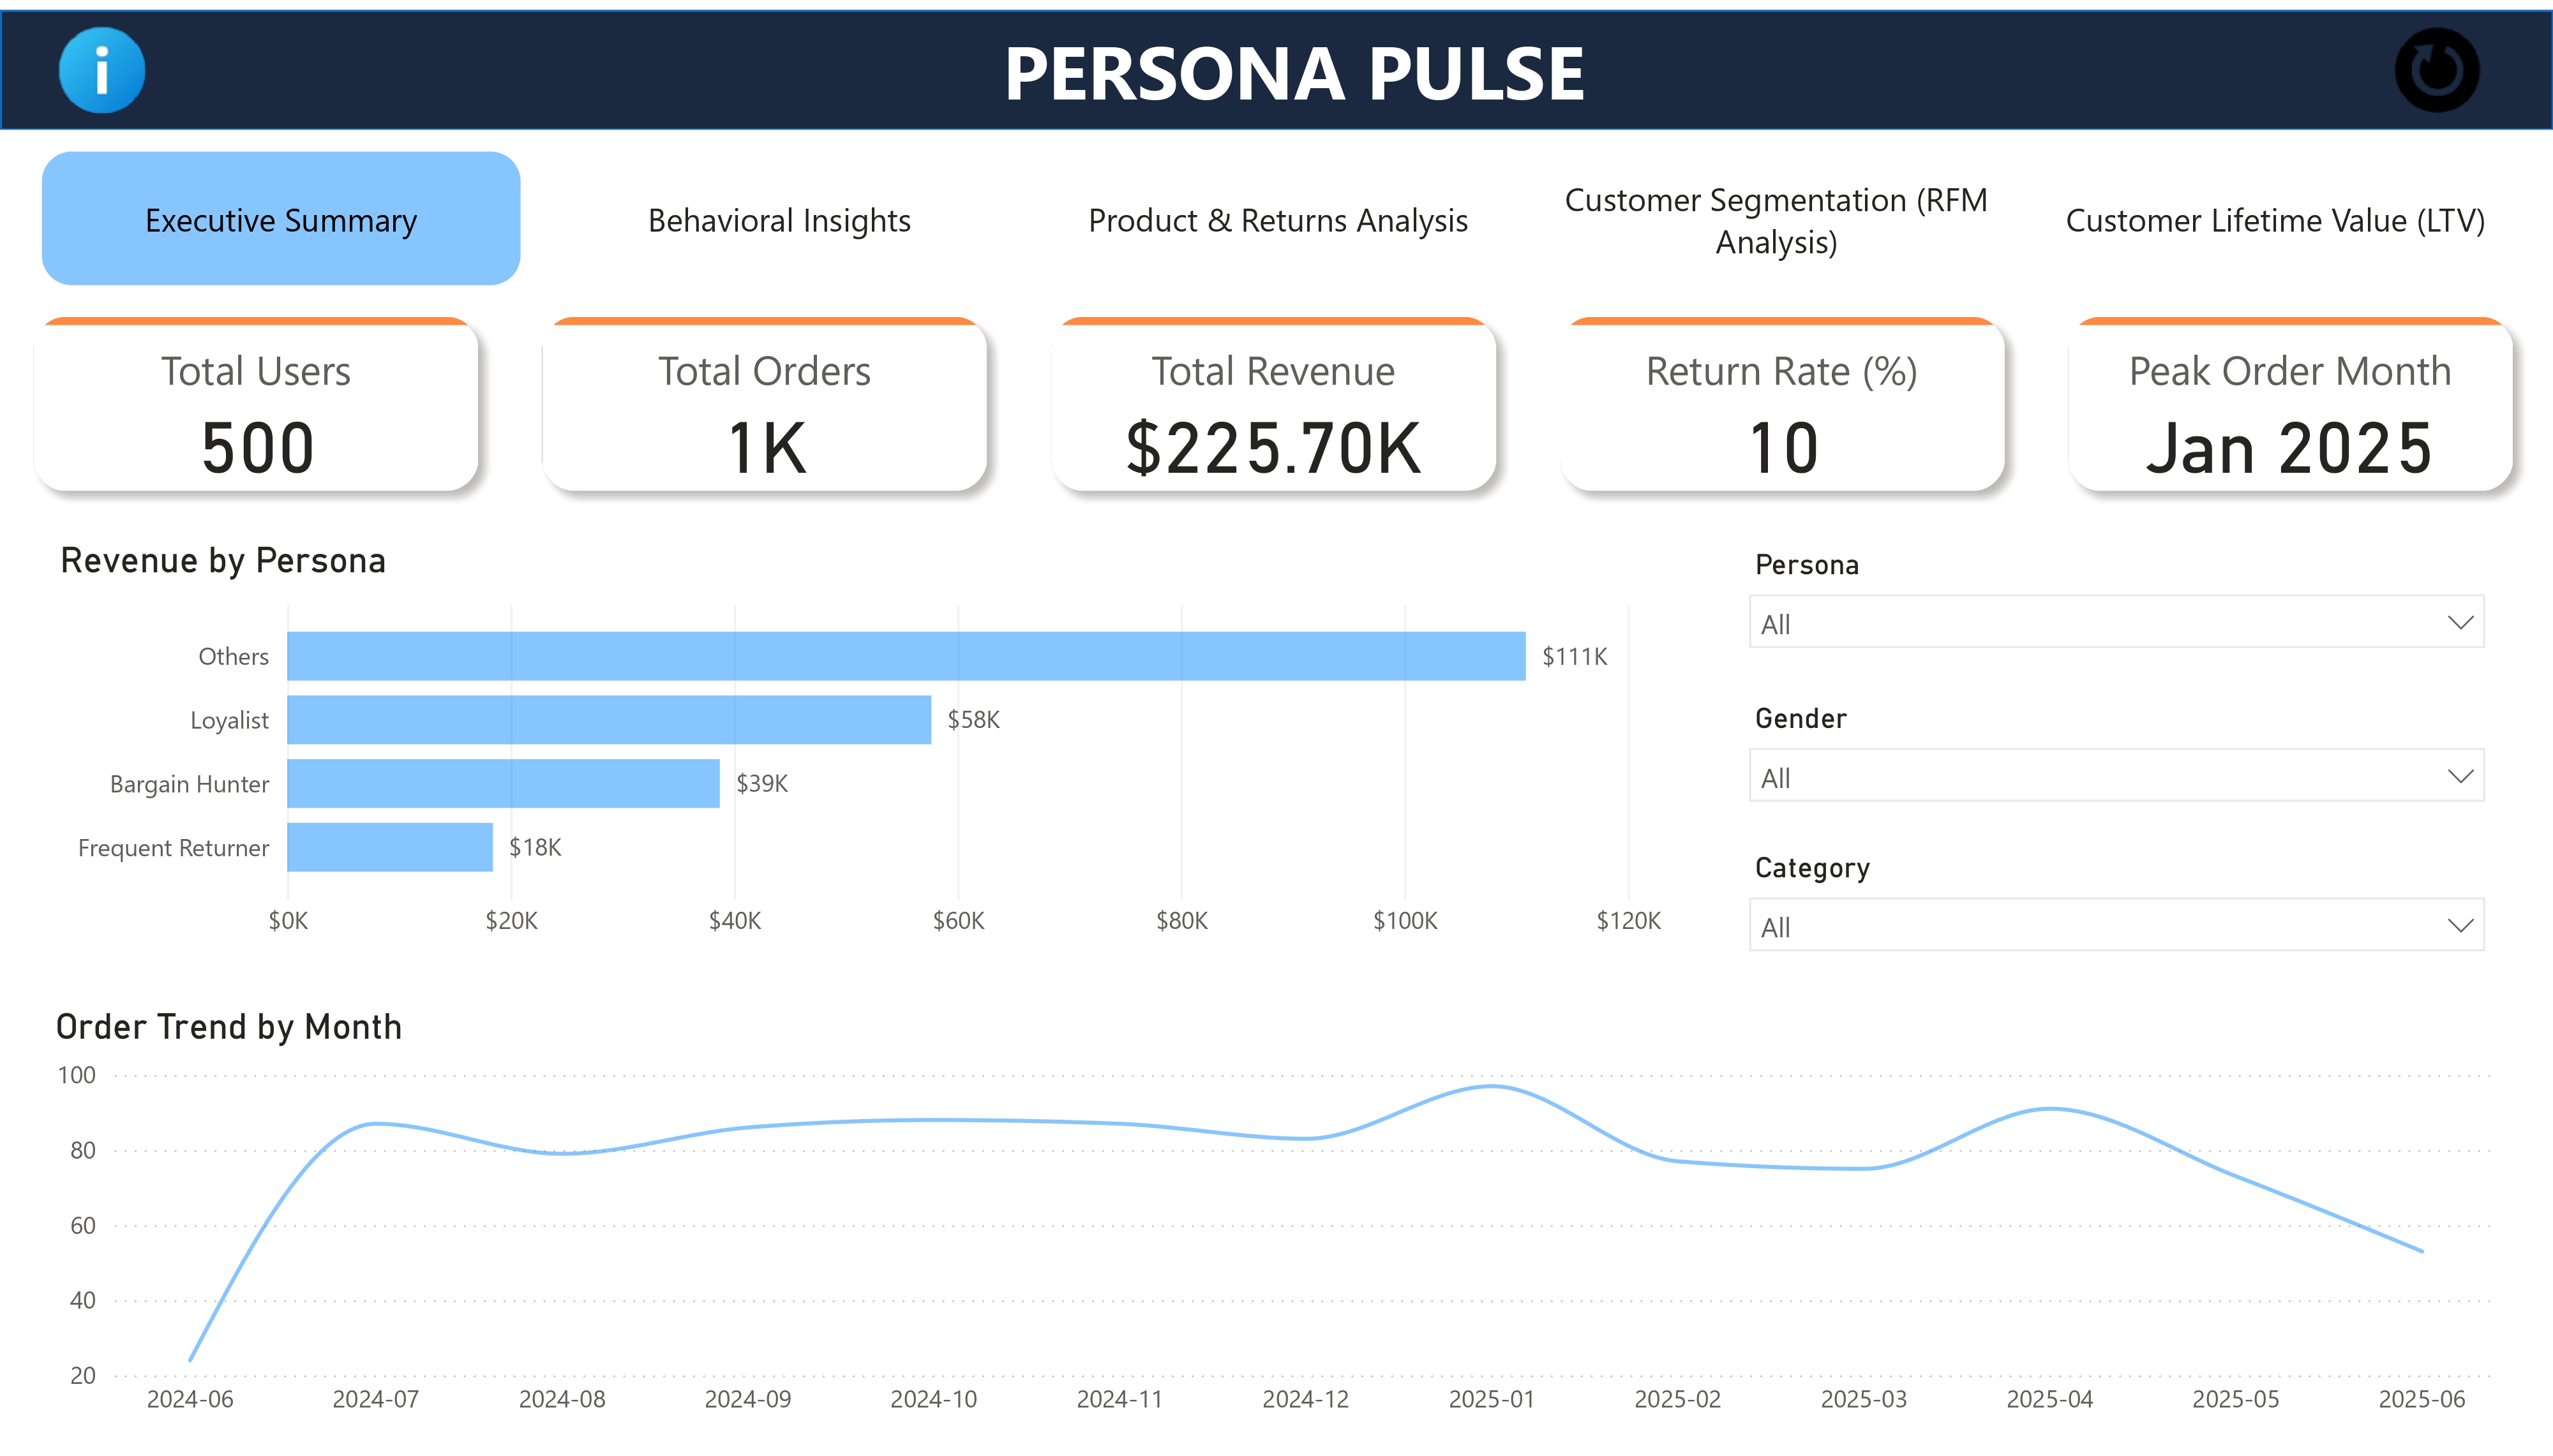 PERSONA PULSE
Executive Summary
Behavioral Insights
Product & Returns Analysis
Customer Segmentation (RFM
Analysis)
Customer Lifetime Value (LTV)
Total Users
500
Total Orders
1K
Total Revenue
$225.70K
Return Rate (%)
10
Peak Order Month
Jan 2025
Revenue by Persona
Others
$111K
Loyalist
$58K
Bargain Hunter
$39K
Frequent Returner
$18K
$0K
$20K
$40K
$60K
$80K
$100K
$120K
Persona
All
Gender
All
Category
All
Order Trend by Month
100
80
60
40
20
2024-06
2024-07
2024-08
2024-09
2024-10
2024-11
2024-12
2025-01
2025-02
2025-03
2025-04
2025-05
2025-06